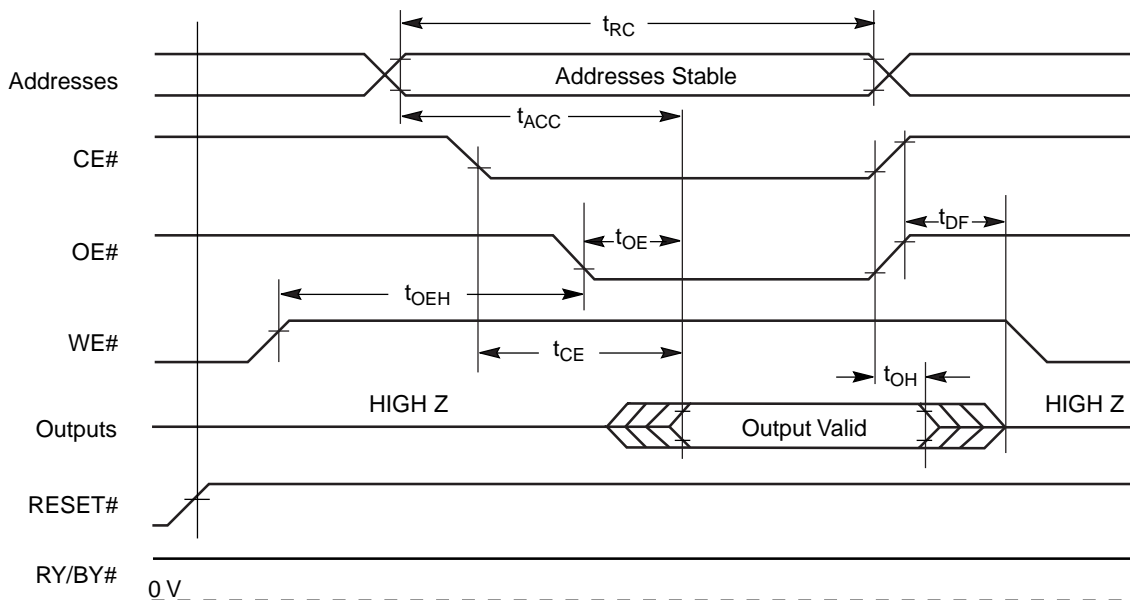 tRC
Addresses
Addresses Stable
tACC
CE#
tDF
OE#
tOE
tOEH
WE#
tCE
tOH
HIGH Z
HIGH Z
Outputs
Output Valid
RESET#
RY/BY#
0 V